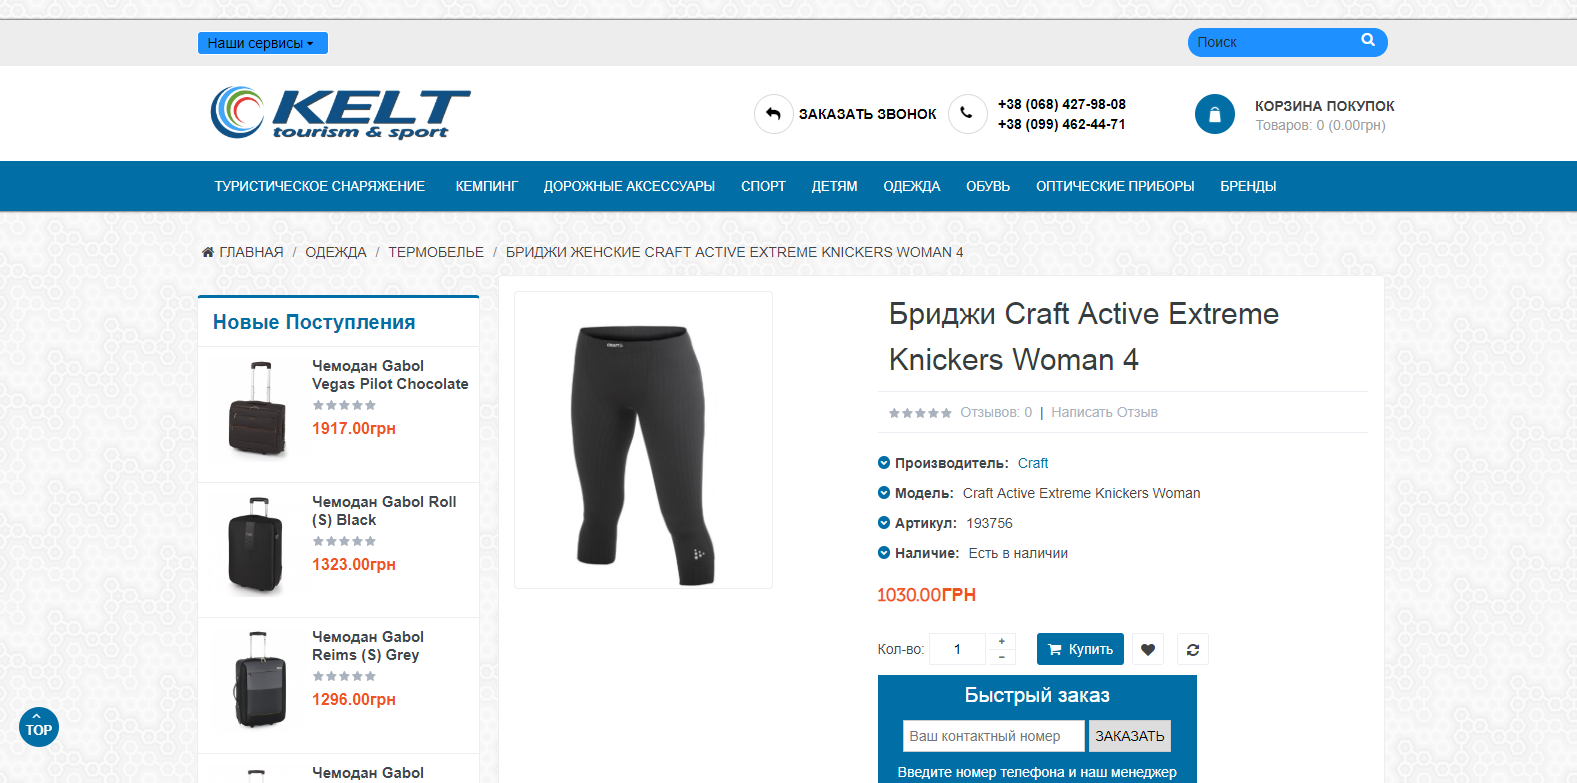 Наши сервисы
Поиск
KELT
tourism & sport
ЗАКАЗАТЬ ЗВОНОК
+38 (068) 427-98-08
+38 (099) 462-44-71
КОРЗИНА ПОКУПОК
Товаров: 0 (0.00грн)
ТУРИСТИЧЕСКОЕ СНАРЯЖЕНИЕ КЕМПИНГ ДОРОЖНЫЕ АКСЕССУАРЫ СПОРТ ДЕТЯМ ОДЕЖДА ОБУВЬ ОПТИЧЕСКИЕ ПРИБОРЫ БРЕНДЫ
ГЛАВНАЯ / ОДЕЖДА / ТЕРМОБЕЛЬЕ / БРИДЖИ ЖЕНСКИЕ CRAFT ACTIVE EXTREME KNICKERS WOMAN 4
Новые Поступления
Чемодан Gabol
Vegas Pilot Chocolate
1917.00грн
Чемодан Gabol Roll
(S) Black
1323.00грн
Чемодан Gabol
Reims (S) Grey
1296.00грн
Чемодан Gabol
TOP
CRAFT
Бриджи Craft Active Extreme
Knickers Woman 4
Отзывов: 0 | Написать Отзыв
Производитель: Craft
Модель: Craft Active Extreme Knickers Woman
Артикул: 193756
Наличие: Есть в наличии
1030.00ГРН
Кол-во: 1 + −
Купить
Быстрый заказ
Ваш контактный номер
ЗАКАЗАТЬ
Введите номер телефона и наш менеджер